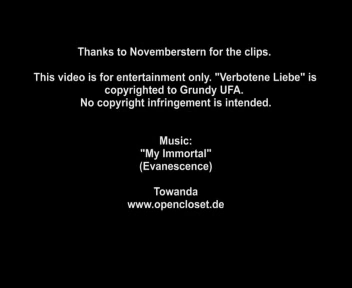 Thanks to Novemberstern for the clips.
This video is for entertainment only. "Verbotene Liebe" is
copyrighted to Grundy UFA.
No copyright infringement is intended.
Music:
"My Immortal"
(Evanescence)
Towanda
www.opencloset.de